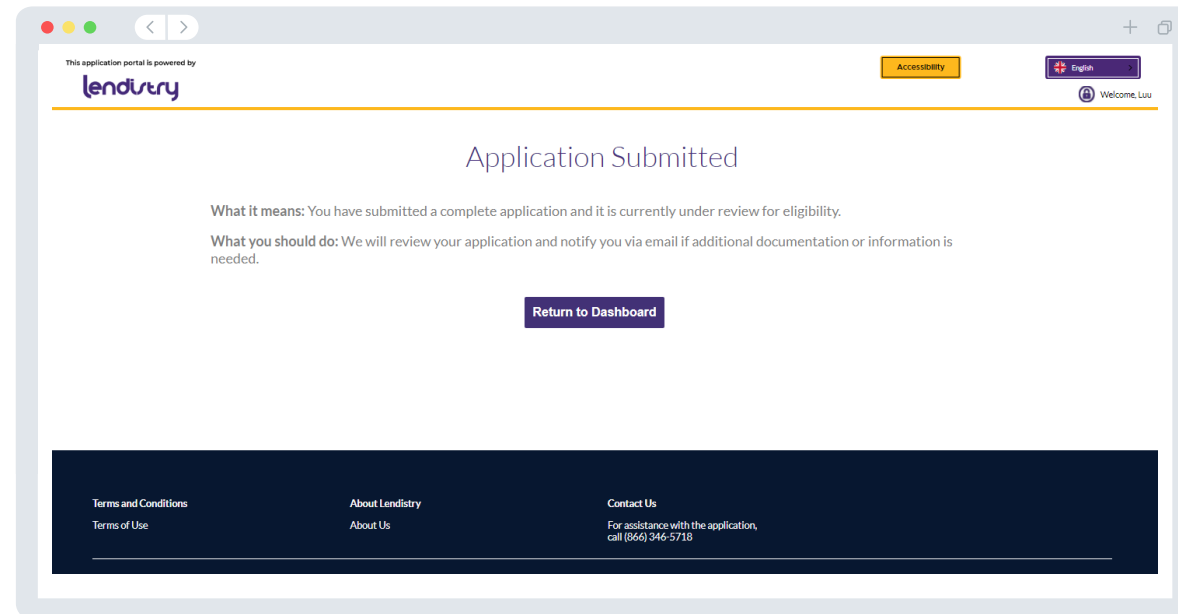 This application portal is powered by
lendistry
Accessibility
English
Welcome, Luu
Application Submitted
What it means: You have submitted a complete application and it is currently under review for eligibility.
What you should do: We will review your application and notify you via email if additional documentation or information is
needed.
Return to Dashboard
Terms and Conditions
About Lendistry
Contact Us
Terms of Use
About Us
For assistance with the application,
call (866) 346-5718